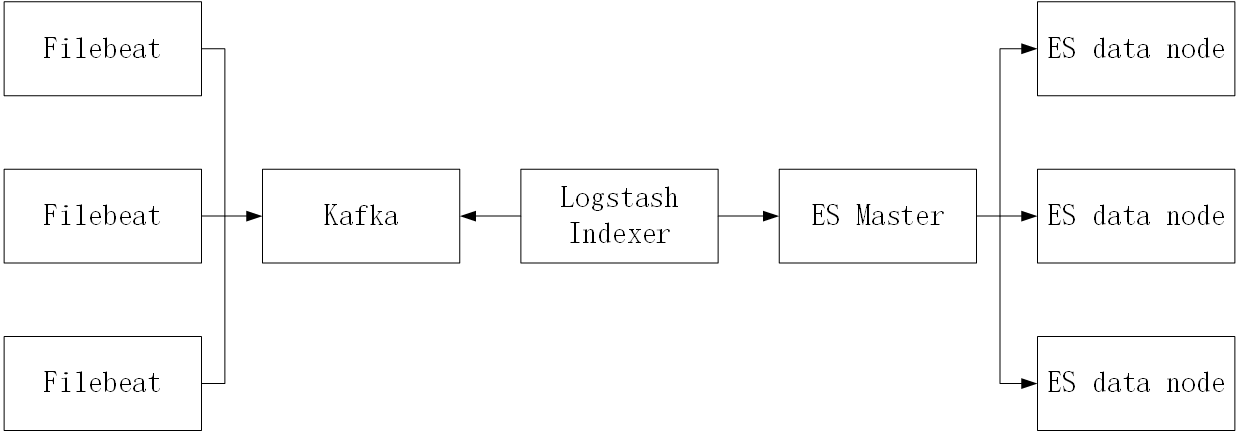 Filebeat
Filebeat
Filebeat
Kafka
Logstash
Indexer
ES Master
ES data node
ES data node
ES data node